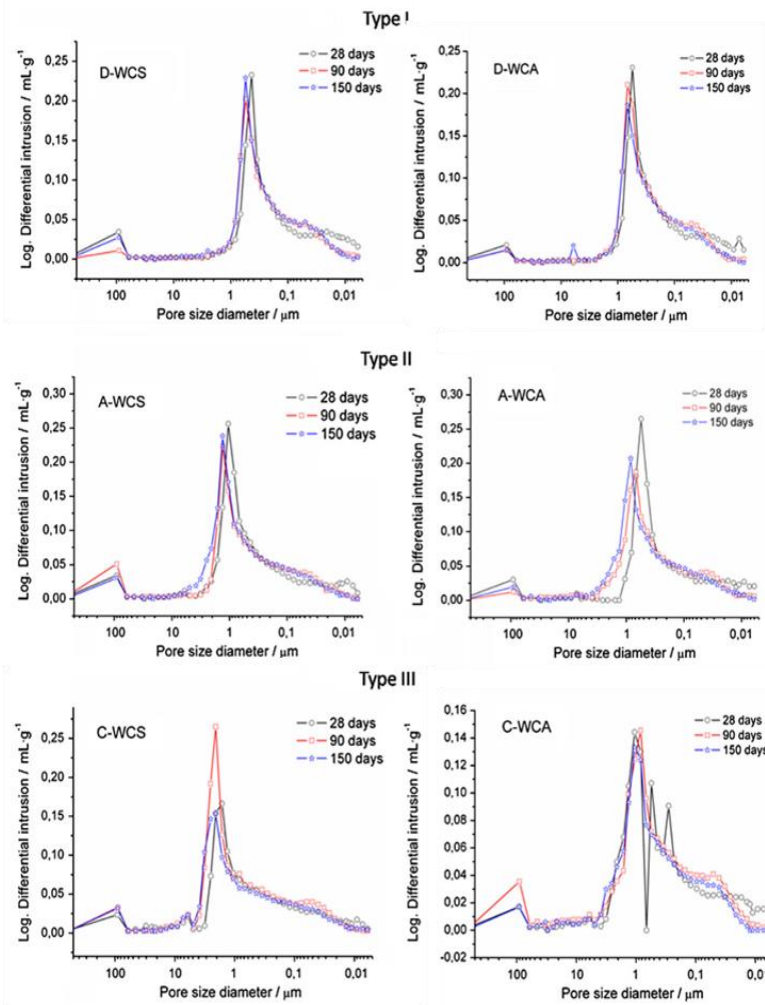 Type I
D-WCS
28 days
90 days
150 days
Log. Differential intrusion / mL·g⁻¹
0,25
0,20
0,15
0,10
0,05
0,00
100 10 1 0,1 0,01
Pore size diameter / μm
D-WCA
28 days
90 days
150 days
Log. Differential intrusion / mL·g⁻¹
0,25
0,20
0,15
0,10
0,05
0,00
100 10 1 0,1 0,01
Pore size diameter / μm
Type II
A-WCS
28 days
90 days
150 days
Log. Differential intrusion / mL·g⁻¹
0,30
0,25
0,20
0,15
0,10
0,05
0,00
100 10 1 0,1 0,01
Pore size diameter / μm
A-WCA
28 days
90 days
150 days
Log. Differential intrusion / mL·g⁻¹
0,30
0,25
0,20
0,15
0,10
0,05
0,00
100 10 1 0,1 0,01
Pore size diameter / μm
Type III
C-WCS
28 days
90 days
150 days
Log. Differential intrusion / mL·g⁻¹
0,25
0,20
0,15
0,10
0,05
0,00
100 10 1 0,1 0,01
Pore size diameter / μm
C-WCA
28 days
90 days
150 days
Log. Differential intrusion / mL·g⁻¹
0,16
0,14
0,12
0,10
0,08
0,06
0,04
0,02
0,00
-0,02
100 10 1 0,1 0,01
Pore size diameter / μm